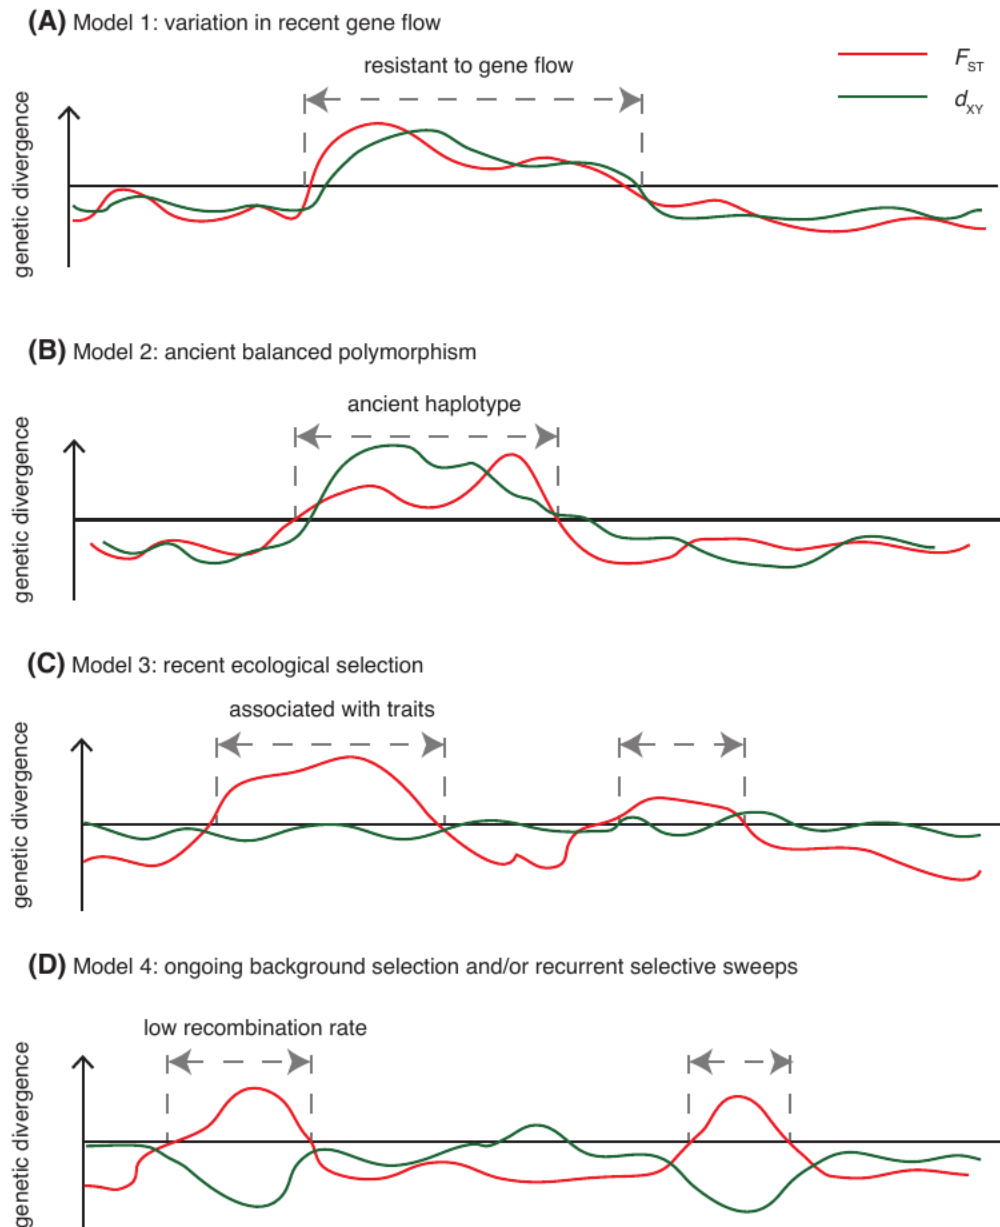 (A) Model 1: variation in recent gene flow
resistant to gene flow
F_ST
d_XY
genetic divergence
(B) Model 2: ancient balanced polymorphism
ancient haplotype
genetic divergence
(C) Model 3: recent ecological selection
associated with traits
genetic divergence
(D) Model 4: ongoing background selection and/or recurrent selective sweeps
low recombination rate
genetic divergence